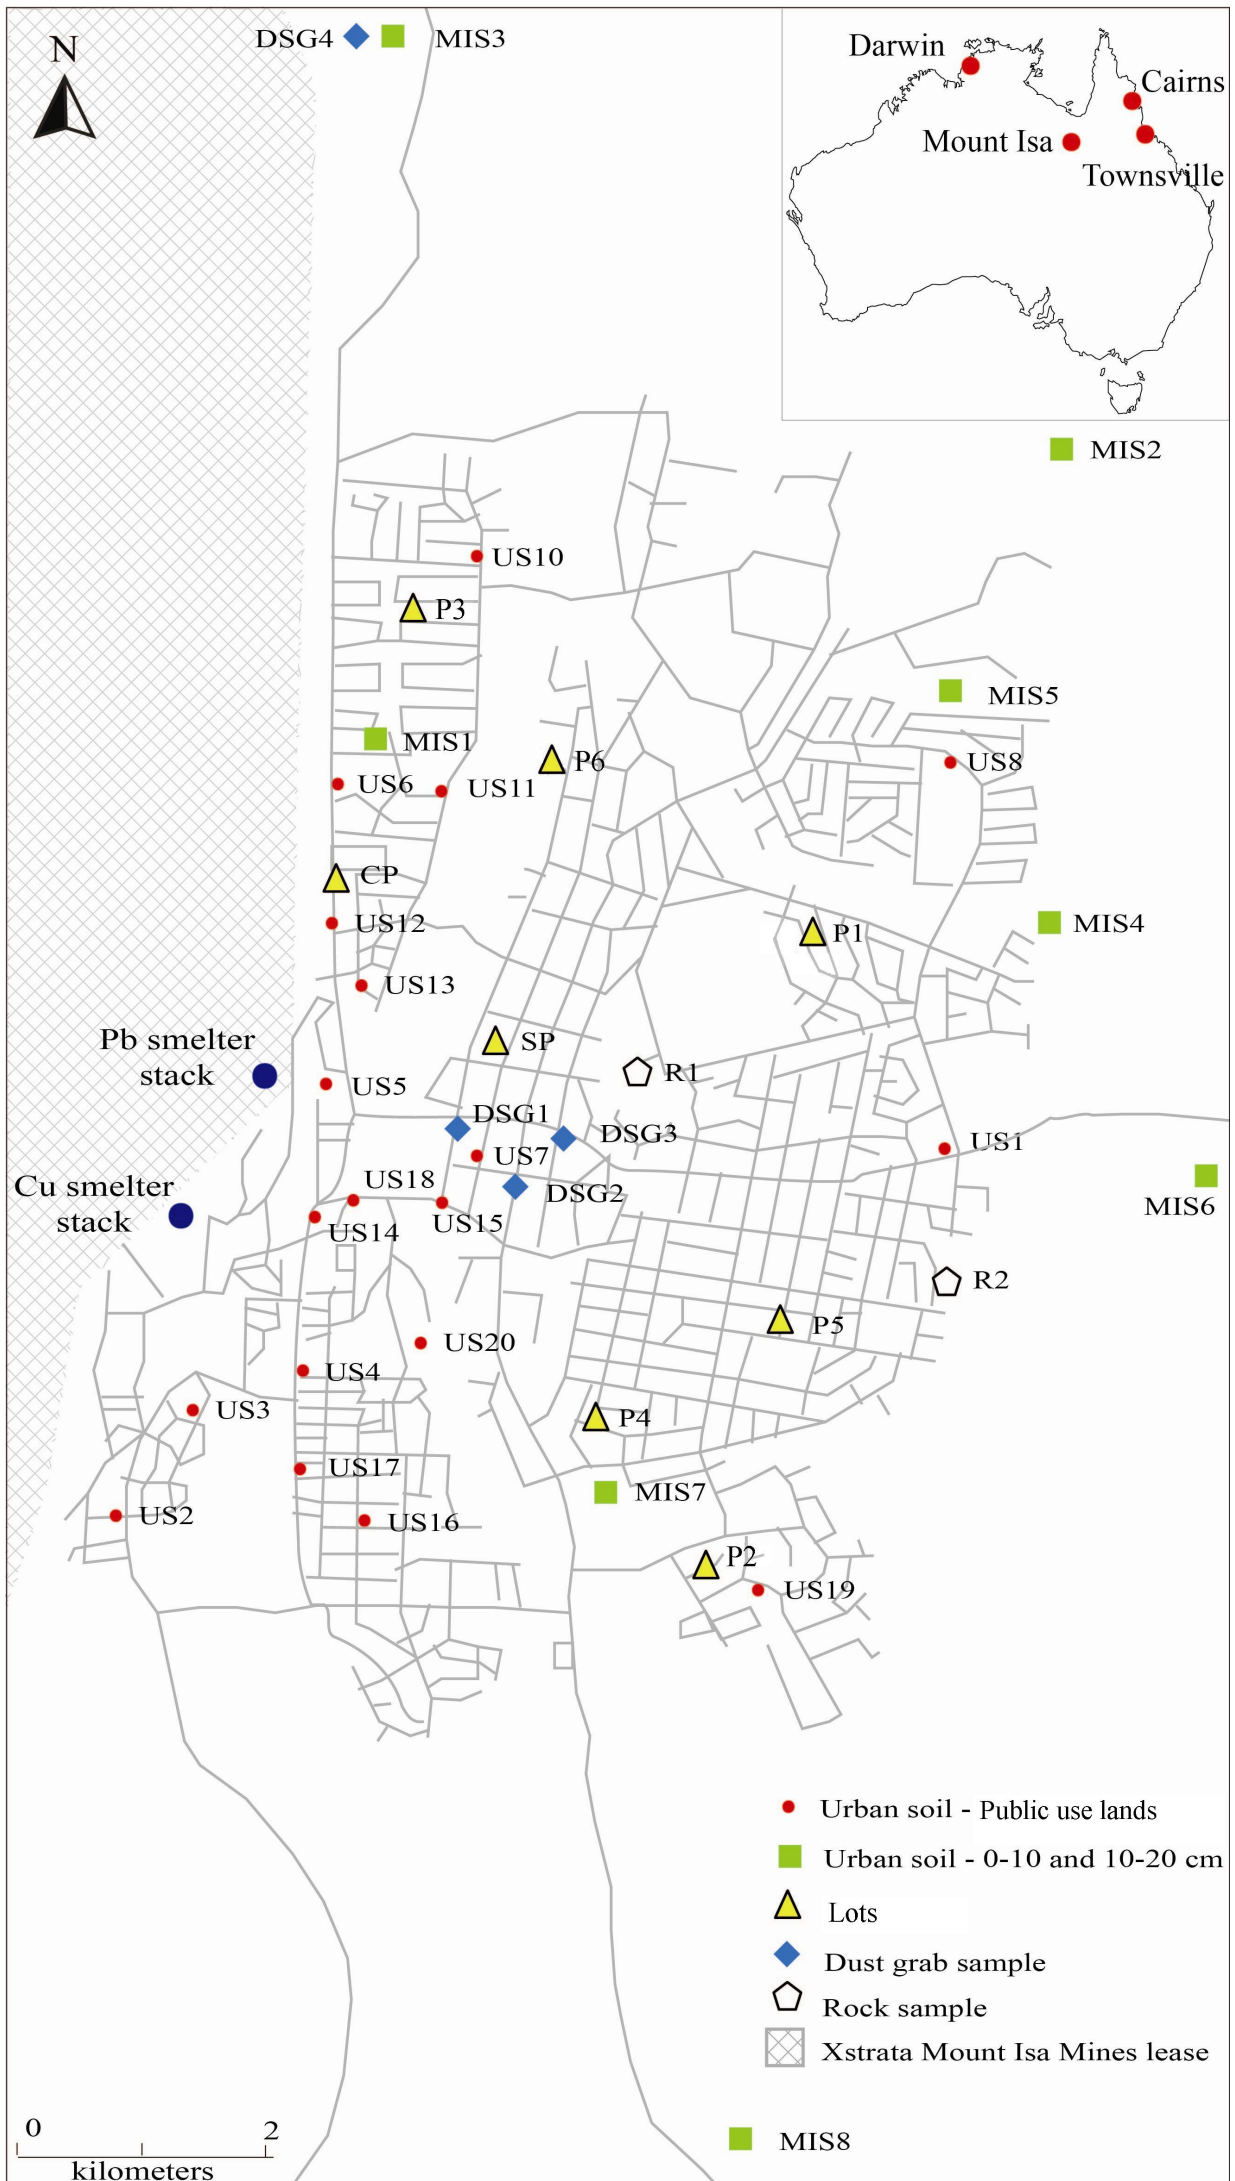 N
DSG4
MIS3
Darwin
Cairns
Mount Isa
Townsville
MIS2
US10
P3
MIS5
MIS1
P6
US8
US6
US11
CP
US12
P1
MIS4
US13
Pb smelter
stack
SP
R1
US5
DSG1
DSG3
US1
US7
Cu smelter
stack
US18
DSG2
MIS6
US14
US15
R2
P5
US20
US4
US3
P4
US17
MIS7
US2
US16
P2
US19
Urban soil - Public use lands
Urban soil - 0-10 and 10-20 cm
Lots
Dust grab sample
Rock sample
Xstrata Mount Isa Mines lease
0 2
kilometers
MIS8